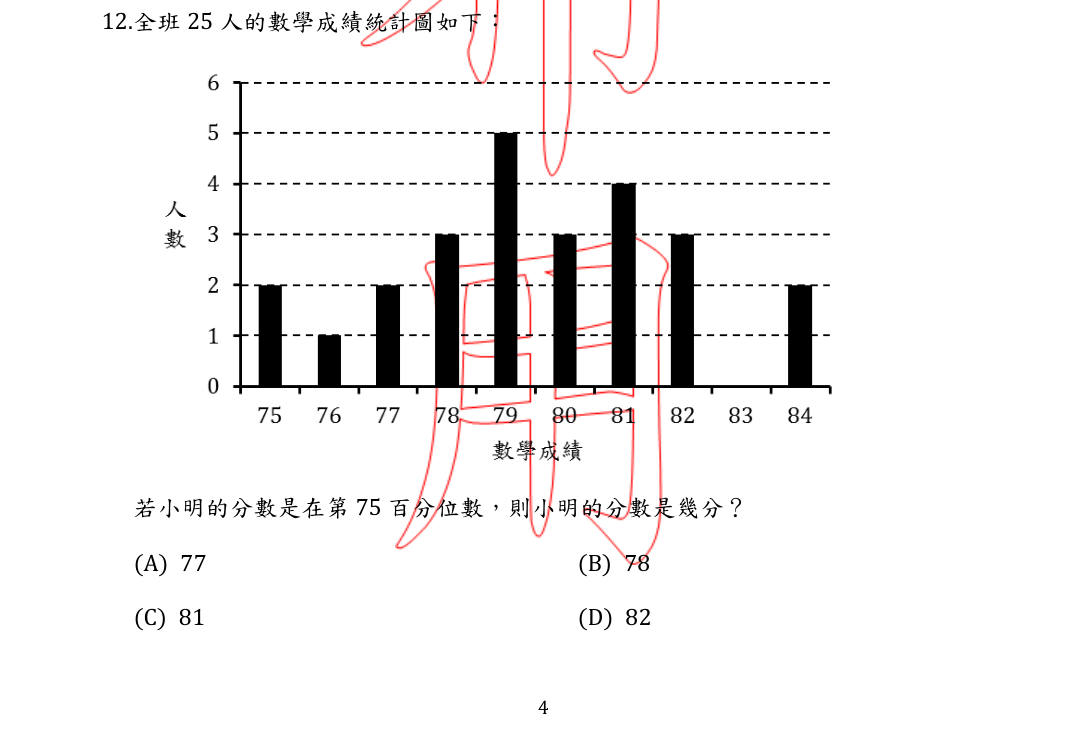 12.全班 25 人的數學成績統計圖如下：
6
5
4
3
2
1
0
人
數
75 76 77 78 79 80 81 82 83 84
數學成績
若小明的分數是在第 75 百分位數，則小明的分數是幾分？
(A) 77
(B) 78
(C) 81
(D) 82
4